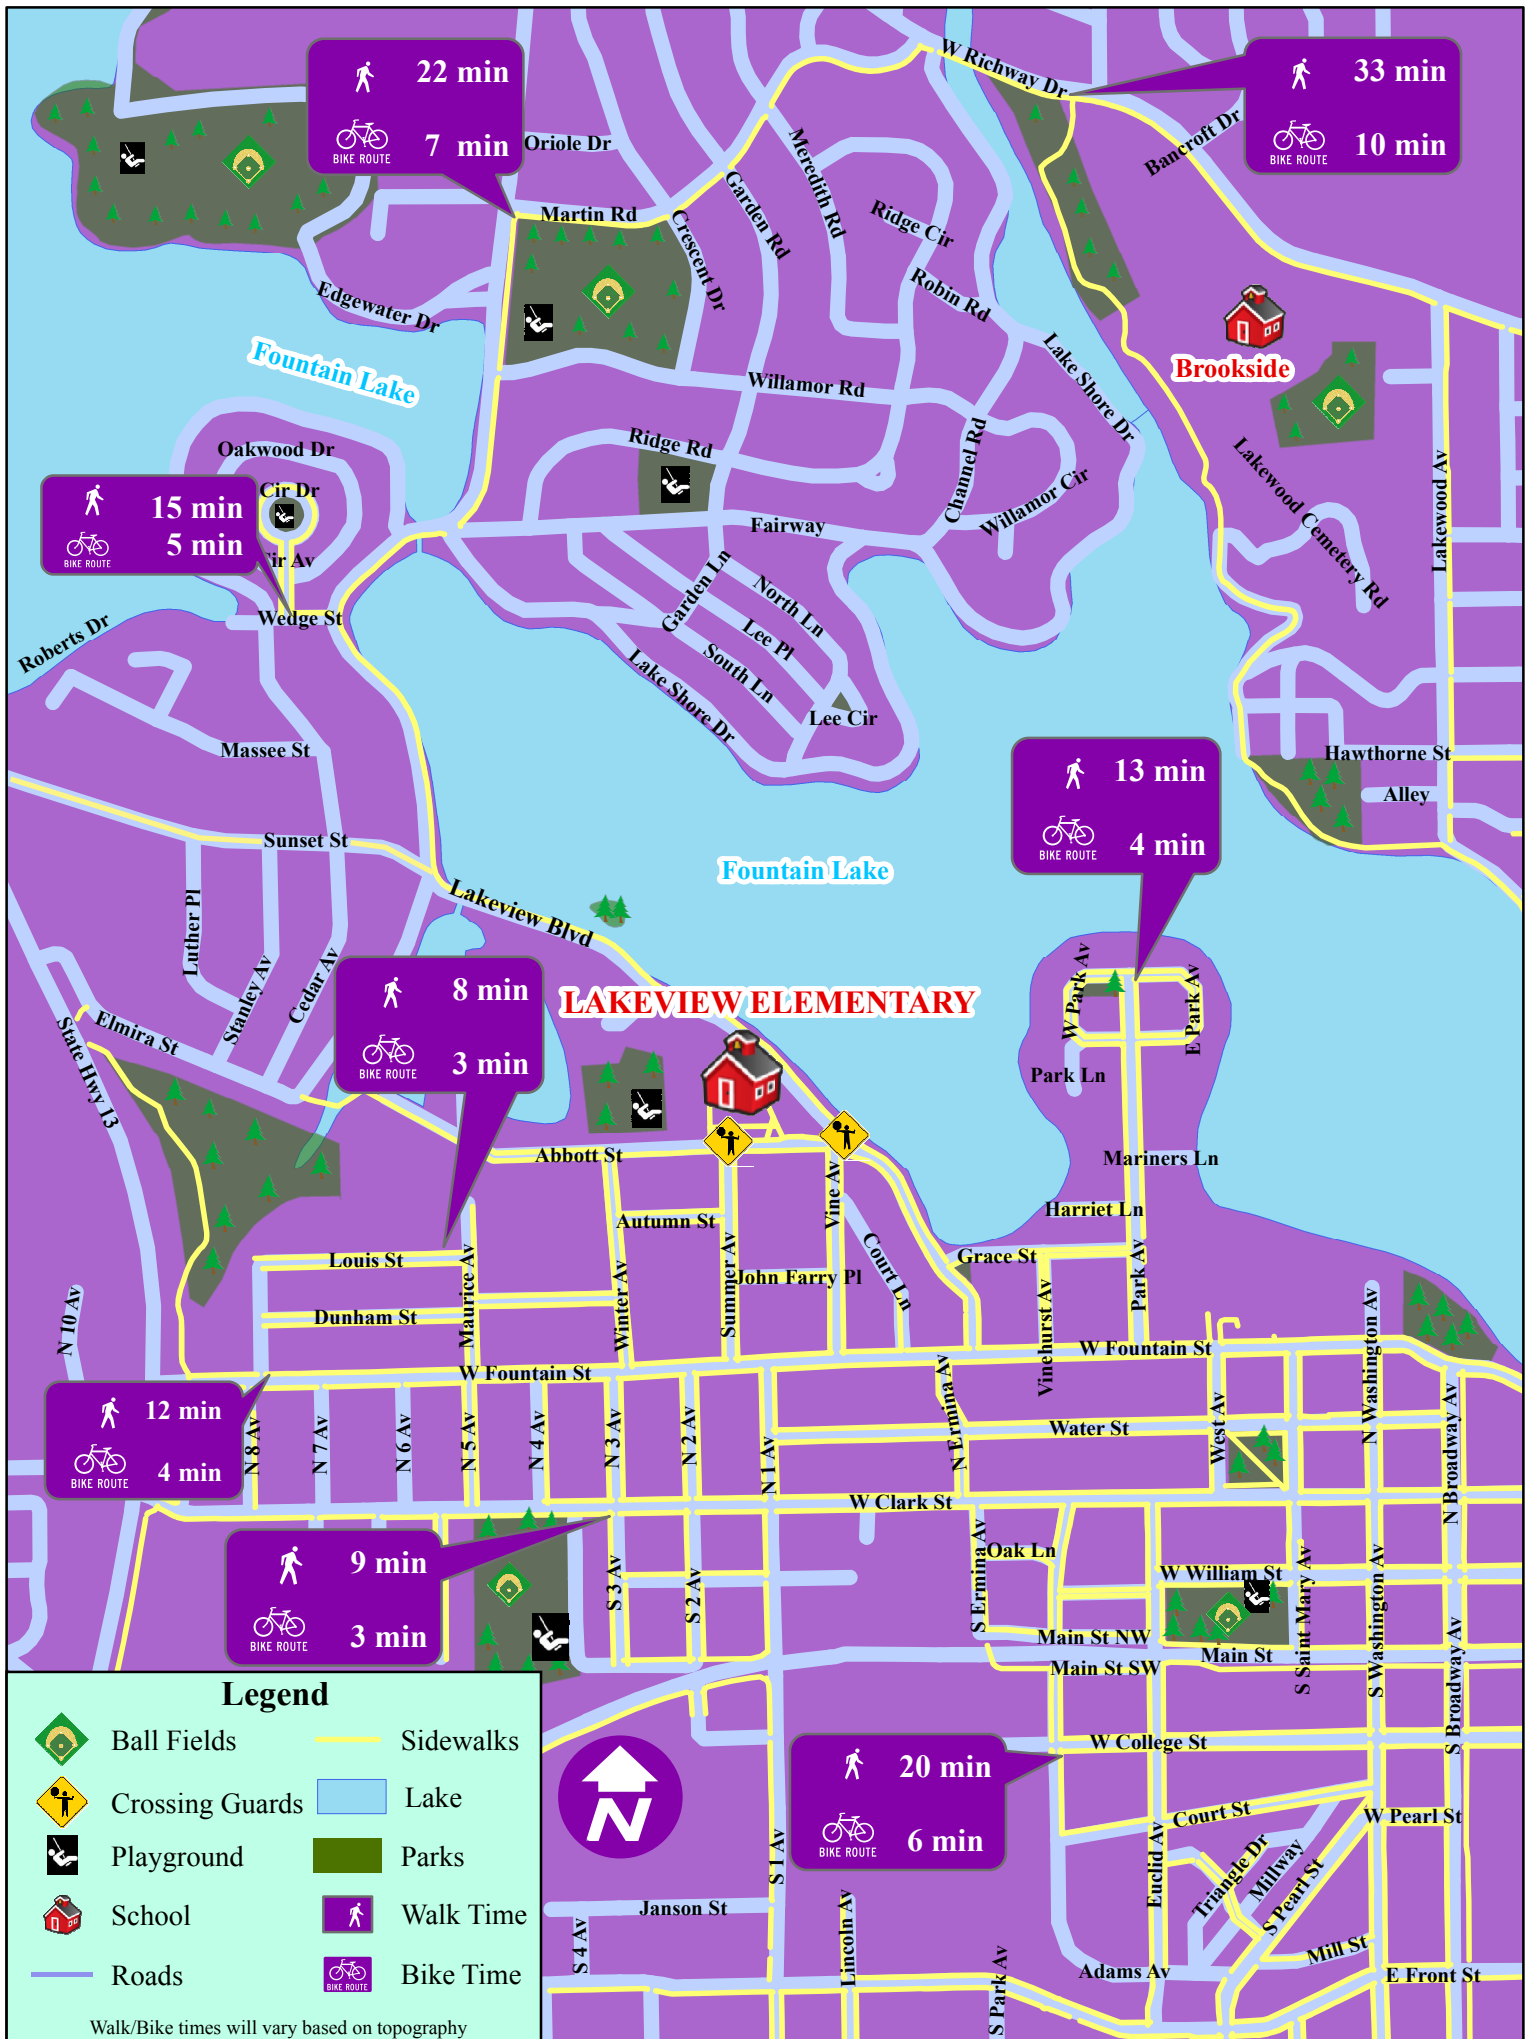 W Richway Dr
22 min
7 min
BIKE ROUTE
33 min
10 min
BIKE ROUTE
Bancroft Dr
Oriole Dr
Meredith Rd
Garden Rd
Martin Rd
Crescent Dr
Ridge Cir
Robin Rd
Edgewater Dr
Fountain Lake
Brookside
Lake Shore Dr
Willamor Rd
Ridge Rd
Channel Rd
Willamor Cir
Lakewood Cemetery Rd
Lakewood Av
Oakwood Dr
Cir Dr
15 min
5 min
BIKE ROUTE
Cir Av
Fairway
Wedge St
Roberts Dr
Garden Ln
North Ln
Lee Pl
South Ln
Lake Shore Dr
Lee Cir
Massee St
Hawthorne St
Alley
13 min
4 min
BIKE ROUTE
Sunset St
Fountain Lake
Lakeview Blvd
Luther Pl
Stanley Av
Cedar Av
8 min
3 min
BIKE ROUTE
LAKEVIEW ELEMENTARY
W Park Av
E Park Av
Park Ln
Elmira St
State Hwy 13
Abbott St
Mariners Ln
Autumn St
Vine Av
Harriet Ln
Louis St
Maurice Av
Winter Av
Summer Av
John Farry Pl
Court Ln
Grace St
Vinehurst Av
Park Av
Dunham St
N 10 Av
W Fountain St
W Fountain St
N Washington Av
12 min
4 min
BIKE ROUTE
N 8 Av
N 7 Av
N 6 Av
N 5 Av
N 4 Av
N 3 Av
N 2 Av
N 1 Av
N Ermina Av
Water St
West Av
N Broadway Av
W Clark St
9 min
3 min
BIKE ROUTE
S 3 Av
S 2 Av
S Ermina Av
Oak Ln
W William St
Main St NW
Main St SW
Main St
S Saint Mary Av
S Washington Av
S Broadway Av
Legend
Ball Fields
Sidewalks
Crossing Guards
Lake
Playground
Parks
School
Walk Time
Roads
BIKE ROUTE
Bike Time
Walk/Bike times will vary based on topography
N
20 min
6 min
BIKE ROUTE
W College St
Court St
W Pearl St
S 1 Av
Euclid Av
Triangle Dr
Millway
S Pearl St
Janson St
S 4 Av
Lincoln Av
S Park Av
Mill St
Adams Av
E Front St